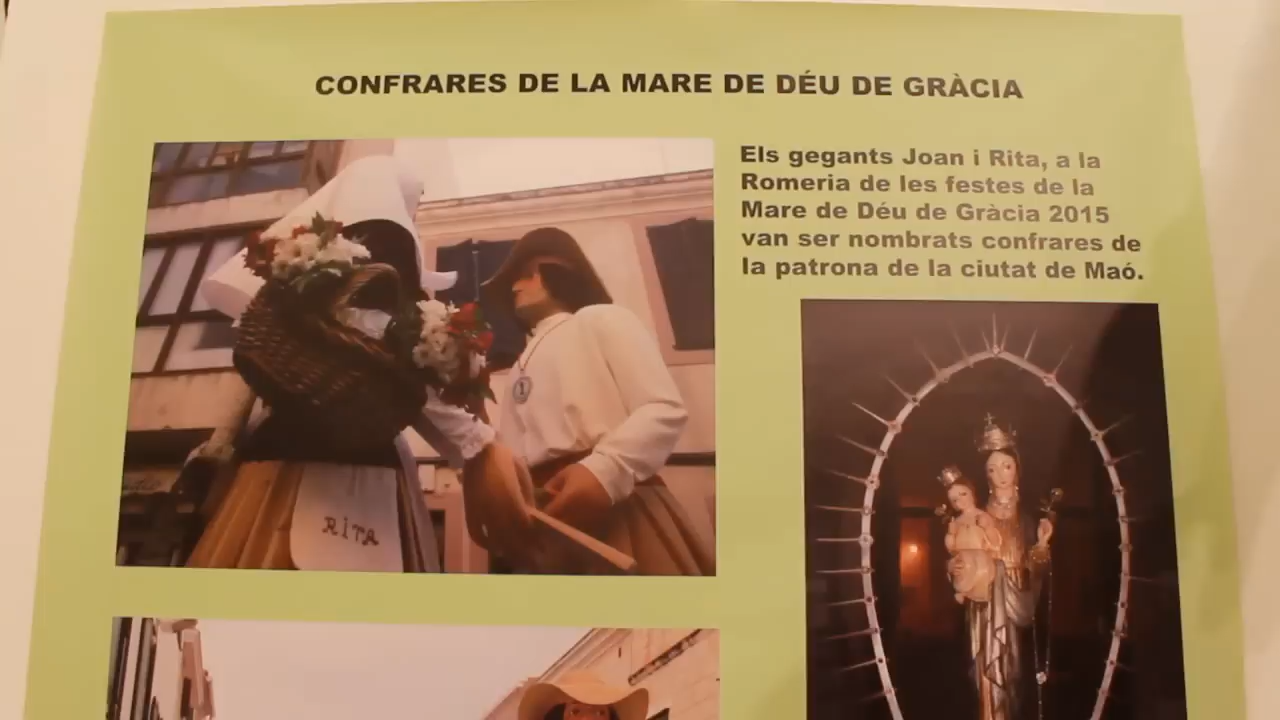 CONFRARES DE LA MARE DE DÉU DE GRÀCIA
Els gegants Joan i Rita, a la
Romeria de les festes de la
Mare de Déu de Gràcia 2015
van ser nombrats confrares de
la patrona de la ciutat de Maó.
RITA